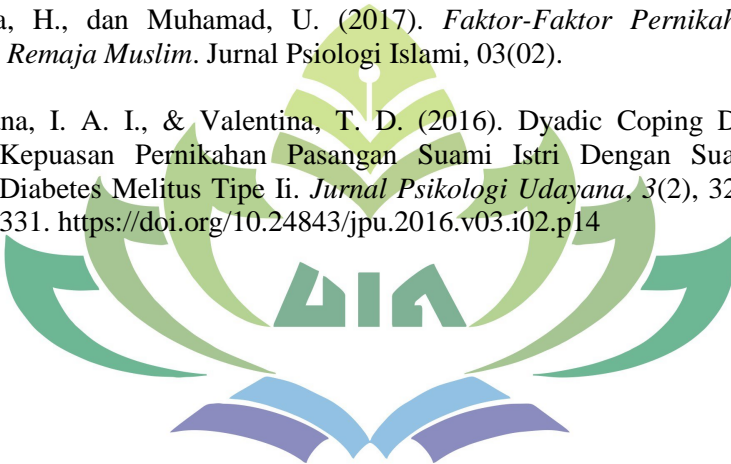 a, H., dan Muhamad, U. (2017). Faktor-Faktor Pernikah
Remaja Muslim. Jurnal Psiologi Islami, 03(02).
na, I. A. I., & Valentina, T. D. (2016). Dyadic Coping D
Kepuasan Pernikahan Pasangan Suami Istri Dengan Sua
Diabetes Melitus Tipe Ii. Jurnal Psikologi Udayana, 3(2), 32
331. https://doi.org/10.24843/jpu.2016.v03.i02.p14
UIN